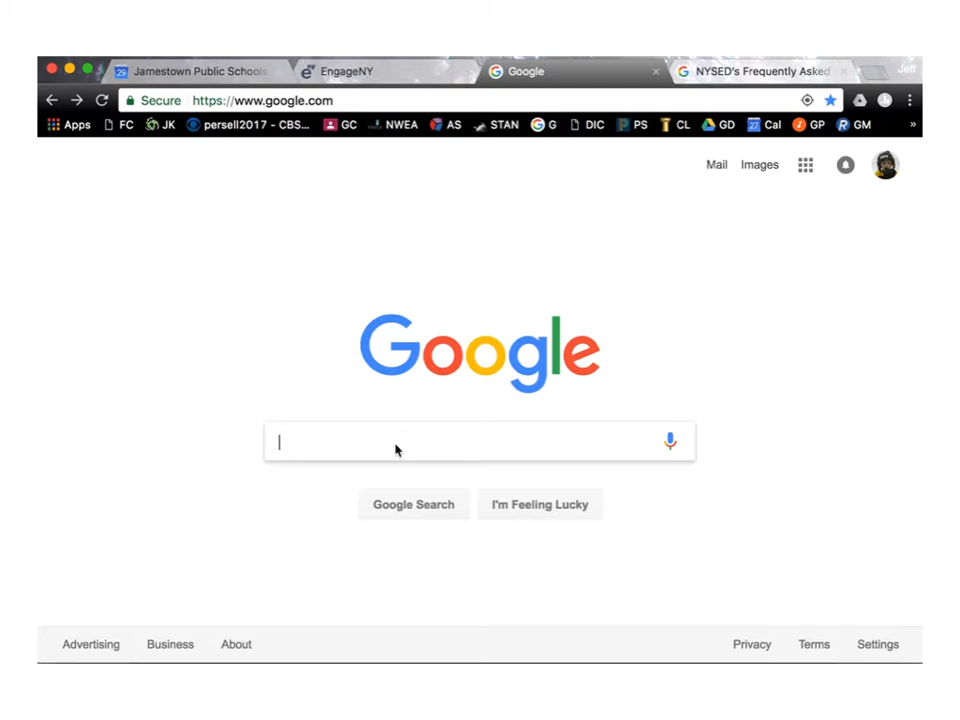 Jamestown Public Schools EngageNY Google NYSED's Frequently Asked Jeff
Secure https://www.google.com
Apps FC JK persell2017 - CBS... GC NWEA AS STAN G DIC PS CL GD 27 Cal GP GM »
Mail Images
Google
Google Search I'm Feeling Lucky
Advertising Business About Privacy Terms Settings